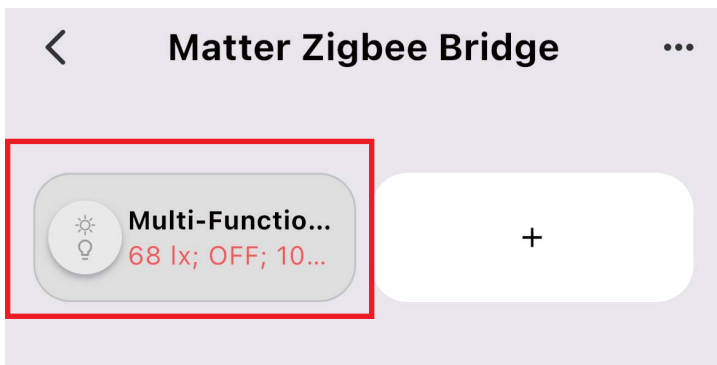 Matter Zigbee Bridge
Multi-Functio...
68 lx; OFF; 10...
+